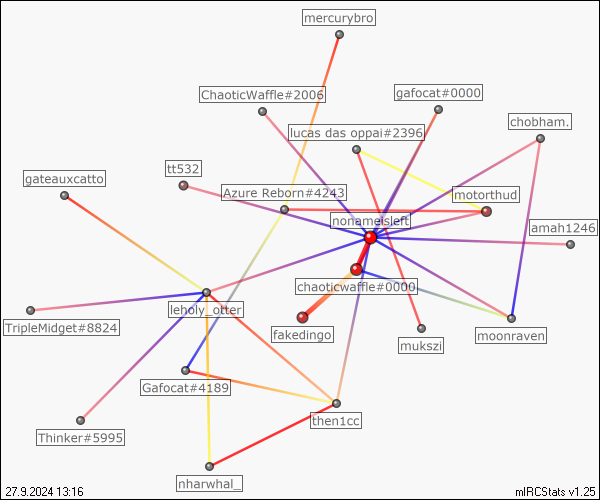 mercurybro
ChaoticWaffle#2006
gafocat#0000
chobham.
lucas das oppai#2396
tt532
gateauxcatto
Azure Reborn#4243
motorthud
nonameisleft
amah1246
chaoticwaffle#0000
leholy_otter
TripleMidget#8824
fakedingo
mukszi
moonraven
Gafocat#4189
then1cc
Thinker#5995
nharwhal_
27.9.2024 13:16
mIRCStats v1.25